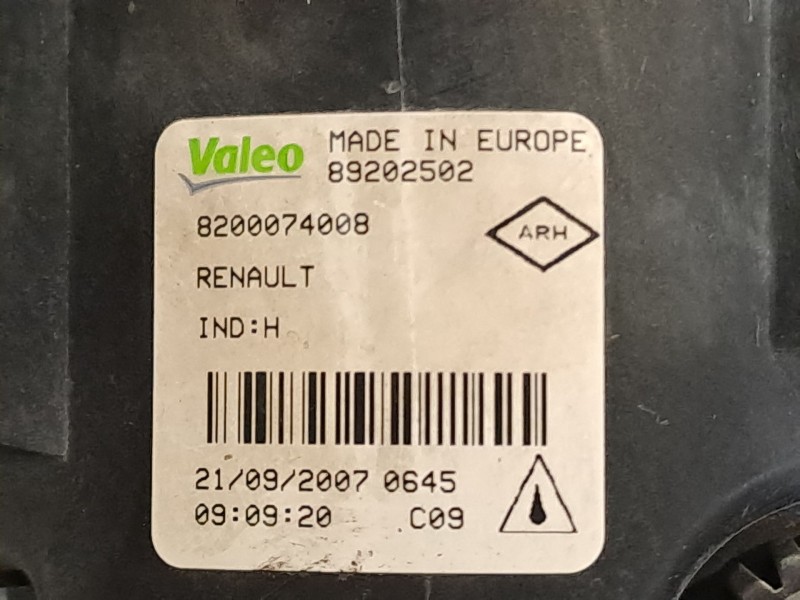 Valeo MADE IN EUROPE
89202502
8200074008
ARH
RENAULT
IND:H
21/09/2007 0645
09:09:20 C09